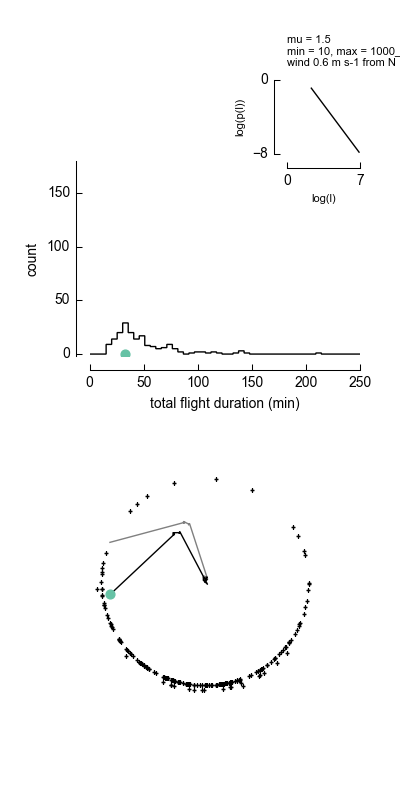 mu = 1.5
min = 10, max = 1000_
wind 0.6 m s-1 from N
0
log(p(l))
−8
0
7
log(l)
150
100
50
0
count
0
50
100
150
200
250
total flight duration (min)